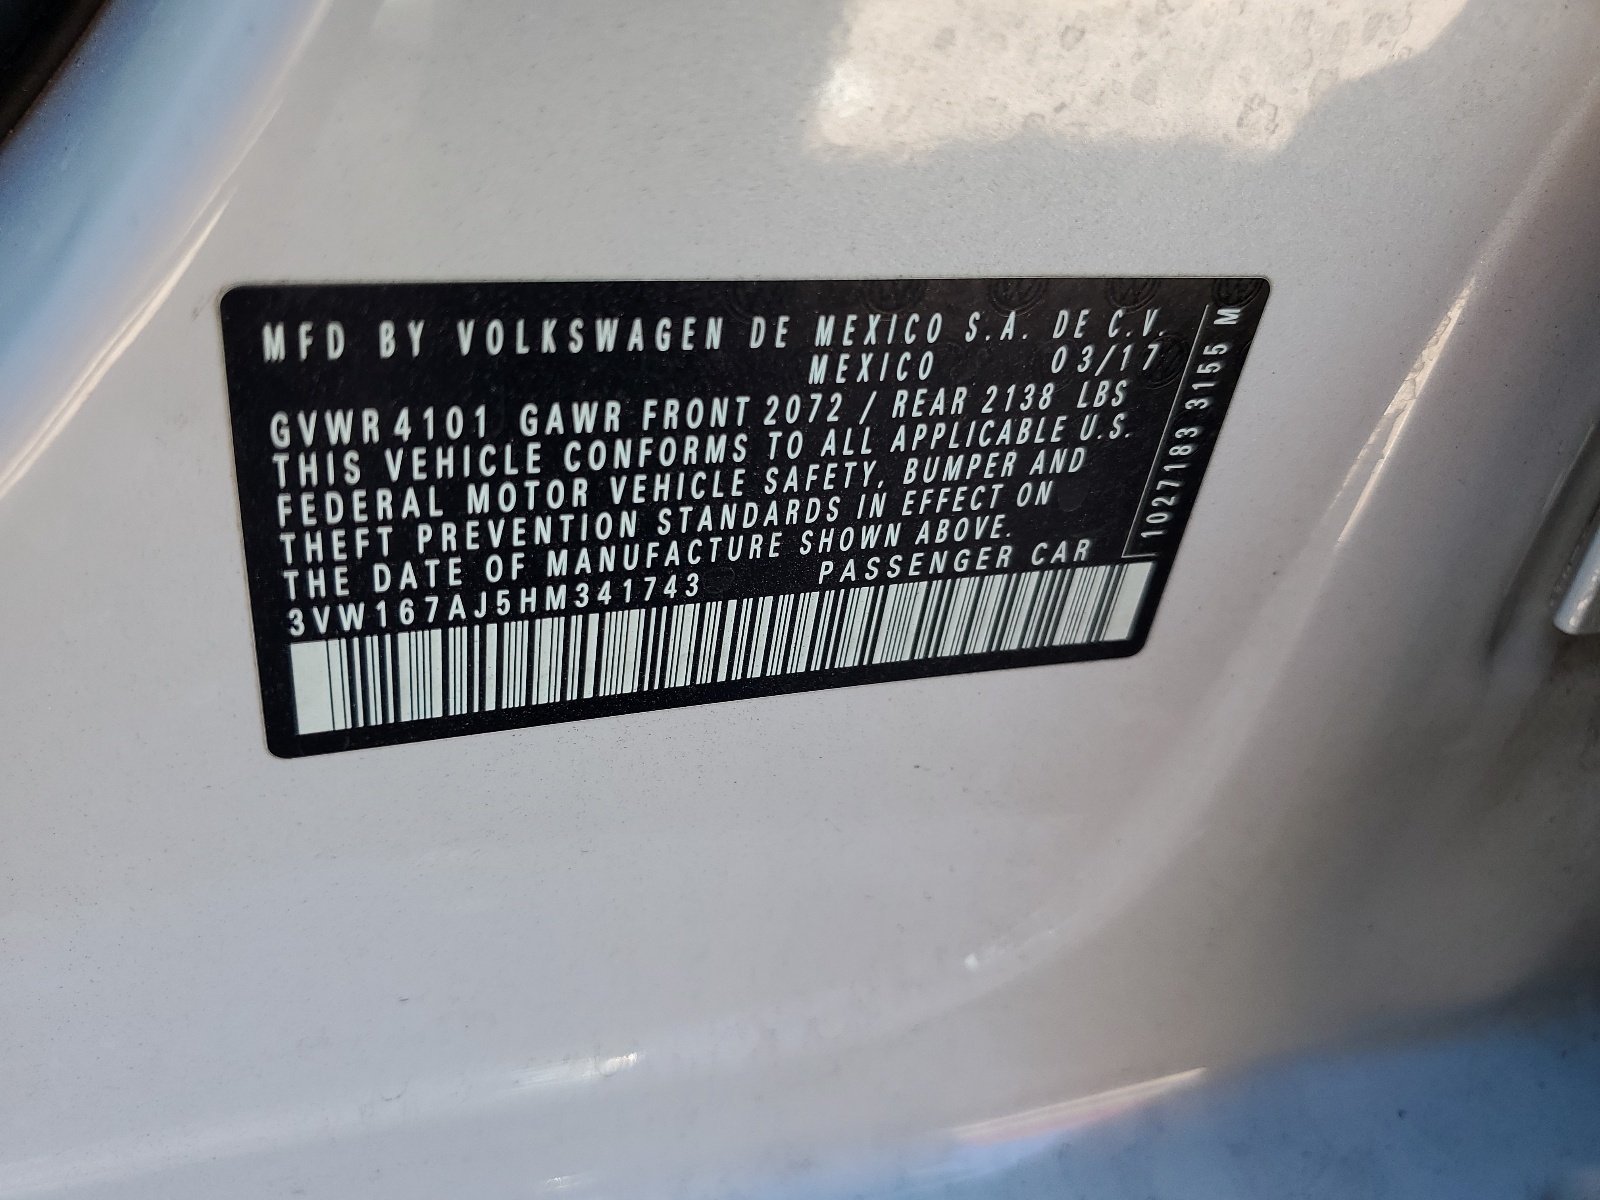 MFD BY VOLKSWAGEN DE MEXICO S.A. DE C.V.
MEXICO 03/17
GVWR 4101 GAWR FRONT 2072 / REAR 2138 LBS
THIS VEHICLE CONFORMS TO ALL APPLICABLE U.S.
FEDERAL MOTOR VEHICLE SAFETY, BUMPER AND
THEFT PREVENTION STANDARDS IN EFFECT ON
THE DATE OF MANUFACTURE SHOWN ABOVE.
3VW167AJ5HM341743 PASSENGER CAR
1027183 3155 M